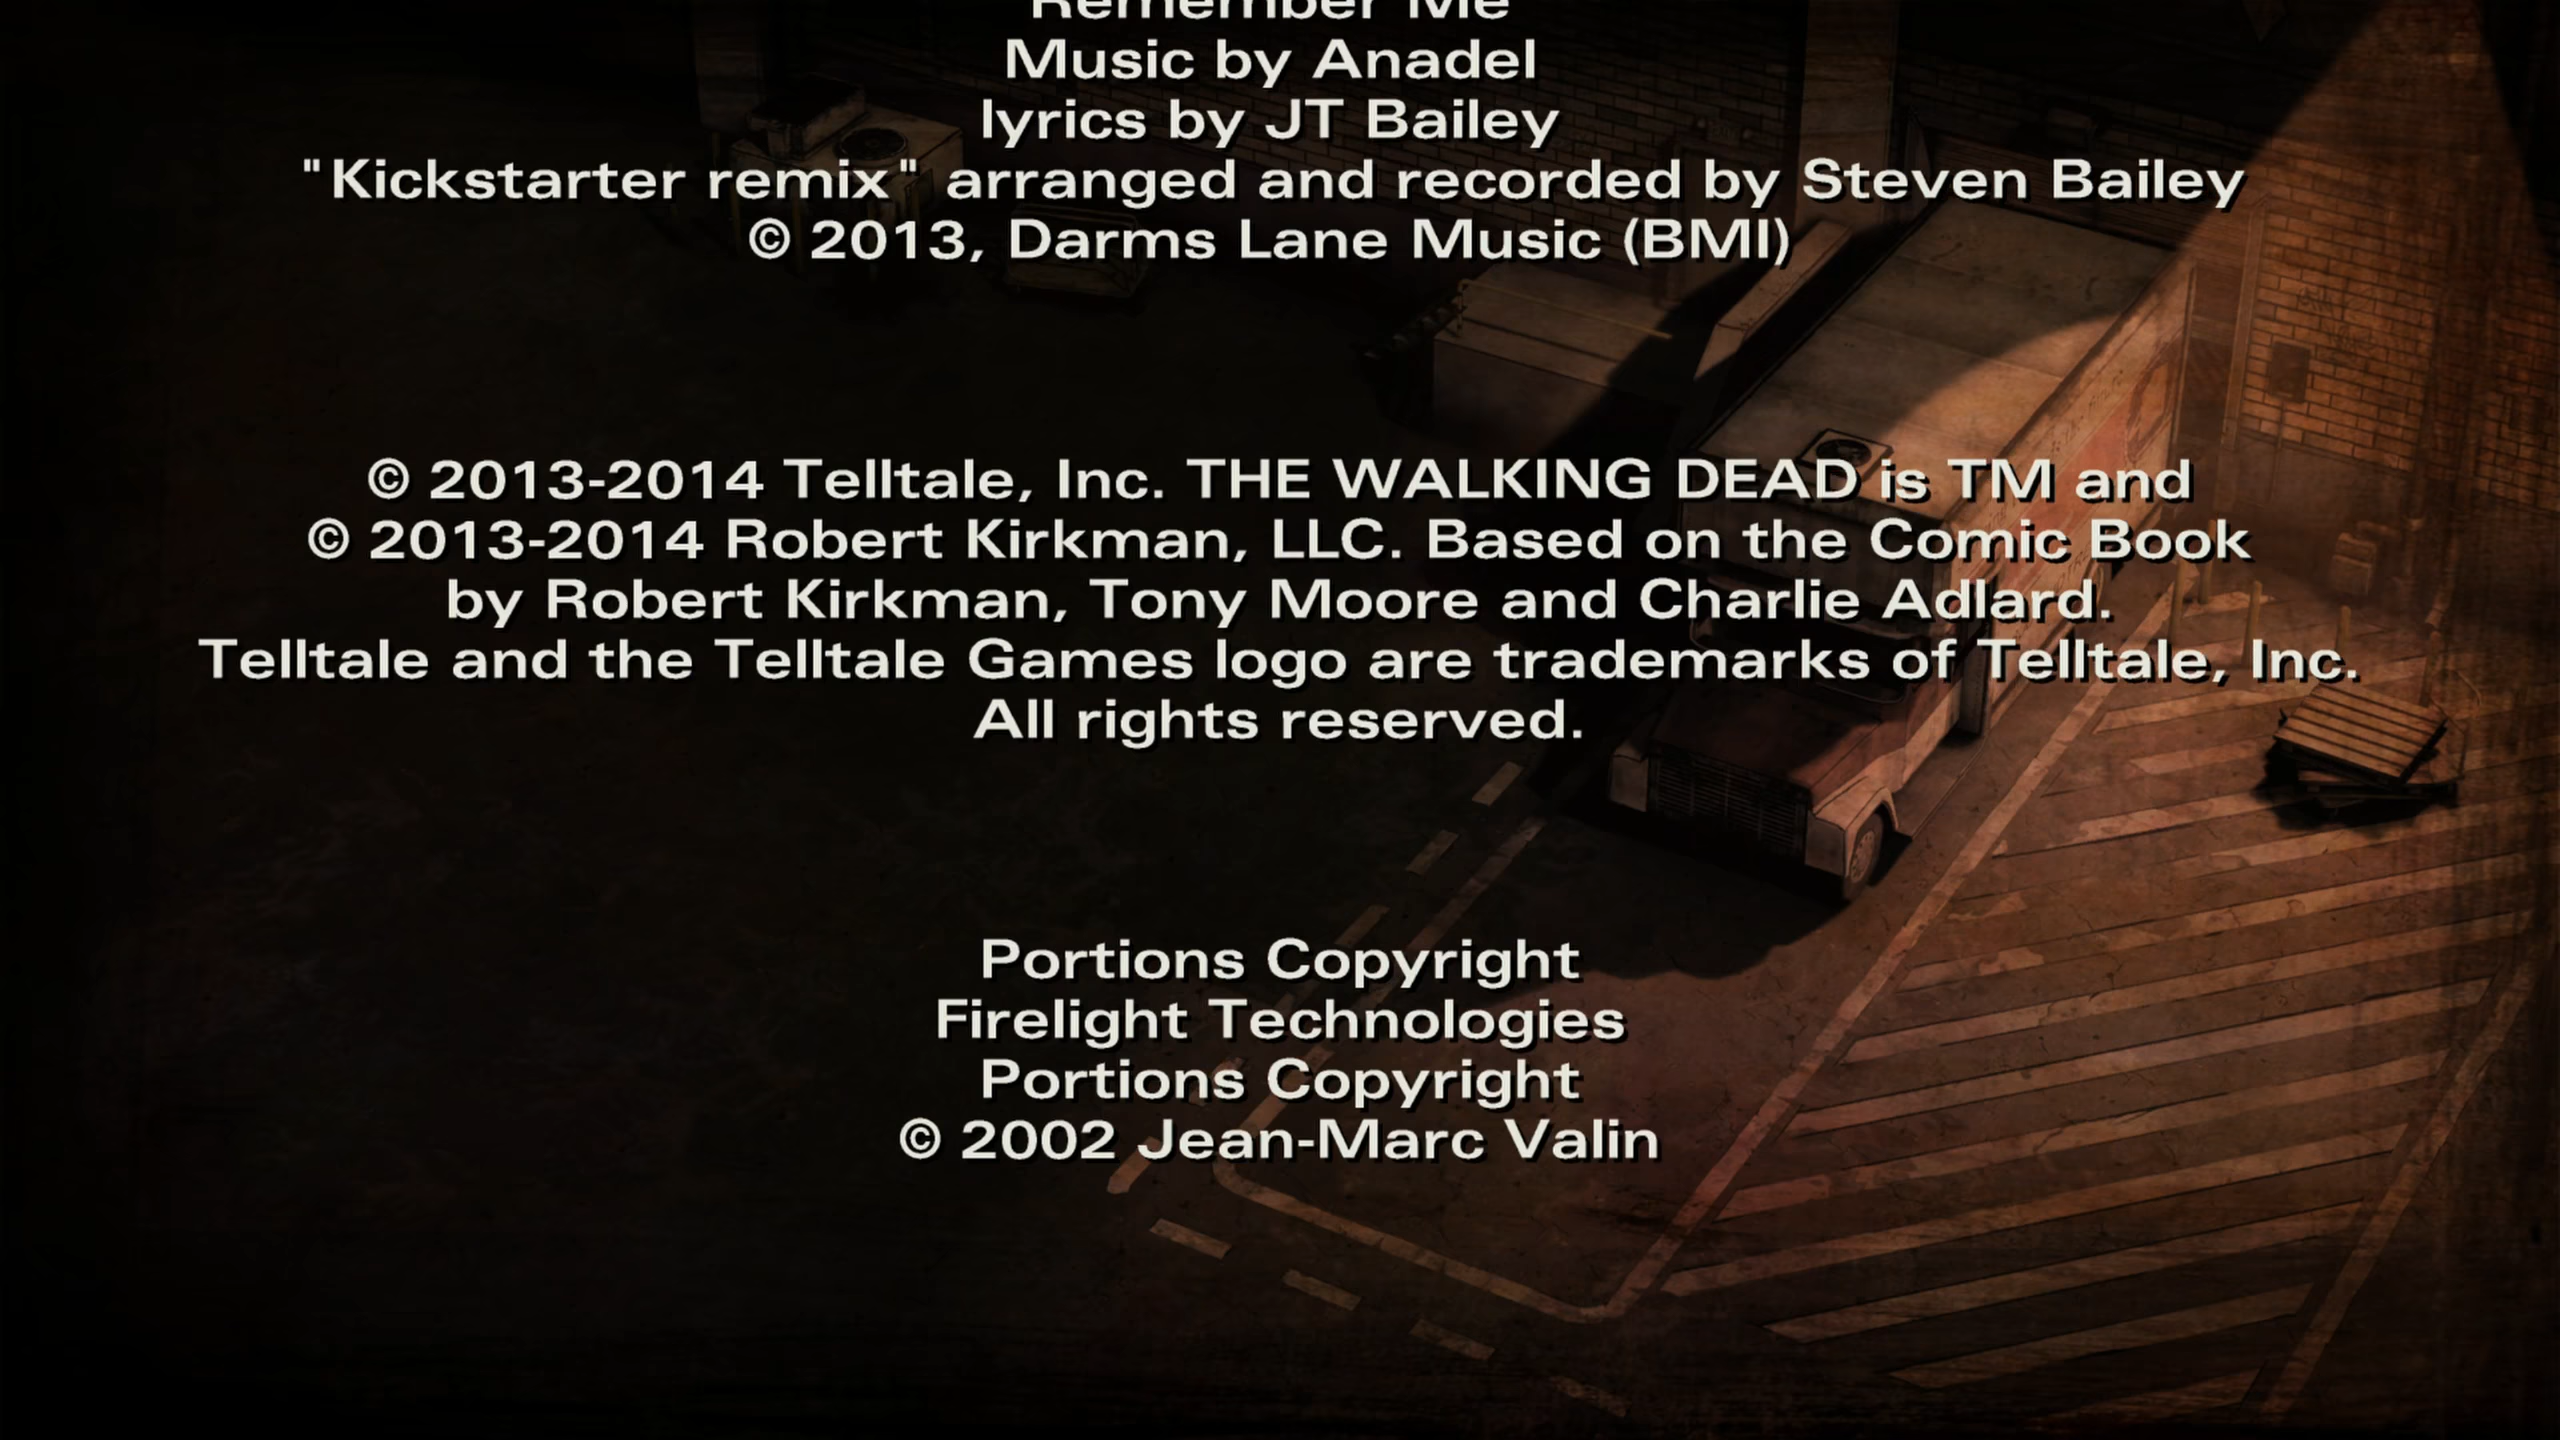 Remember Me
Music by Anadel
lyrics by JT Bailey
"Kickstarter remix" arranged and recorded by Steven Bailey
© 2013, Darms Lane Music (BMI)
© 2013-2014 Telltale, Inc. THE WALKING DEAD is TM and
© 2013-2014 Robert Kirkman, LLC. Based on the Comic Book
by Robert Kirkman, Tony Moore and Charlie Adlard.
Telltale and the Telltale Games logo are trademarks of Telltale, Inc.
All rights reserved.
Portions Copyright
Firelight Technologies
Portions Copyright
© 2002 Jean-Marc Valin